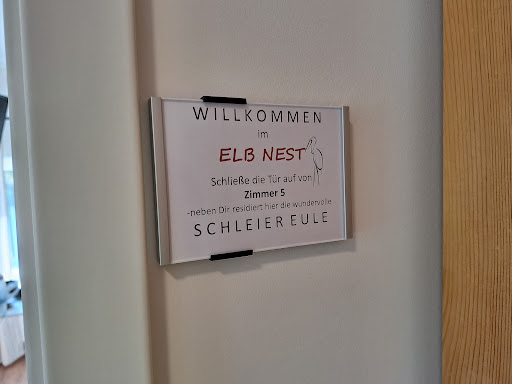 WILLKOMMEN
im
ELB NEST
Schließe die Tür auf von
Zimmer 5
-neben Dir residiert hier die wundervolle
SCHLEIER EULE